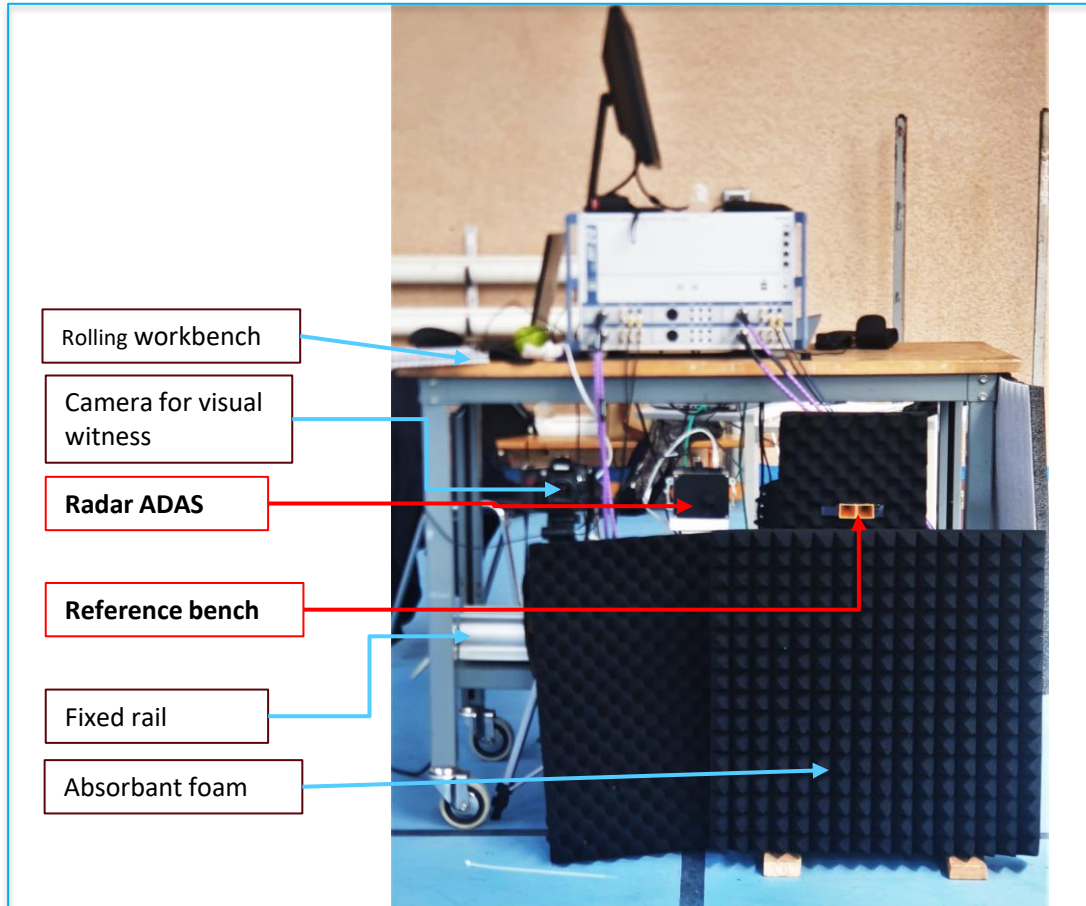 Rolling workbench
Camera for visual
witness
Radar ADAS
Reference bench
Fixed rail
Absorbant foam